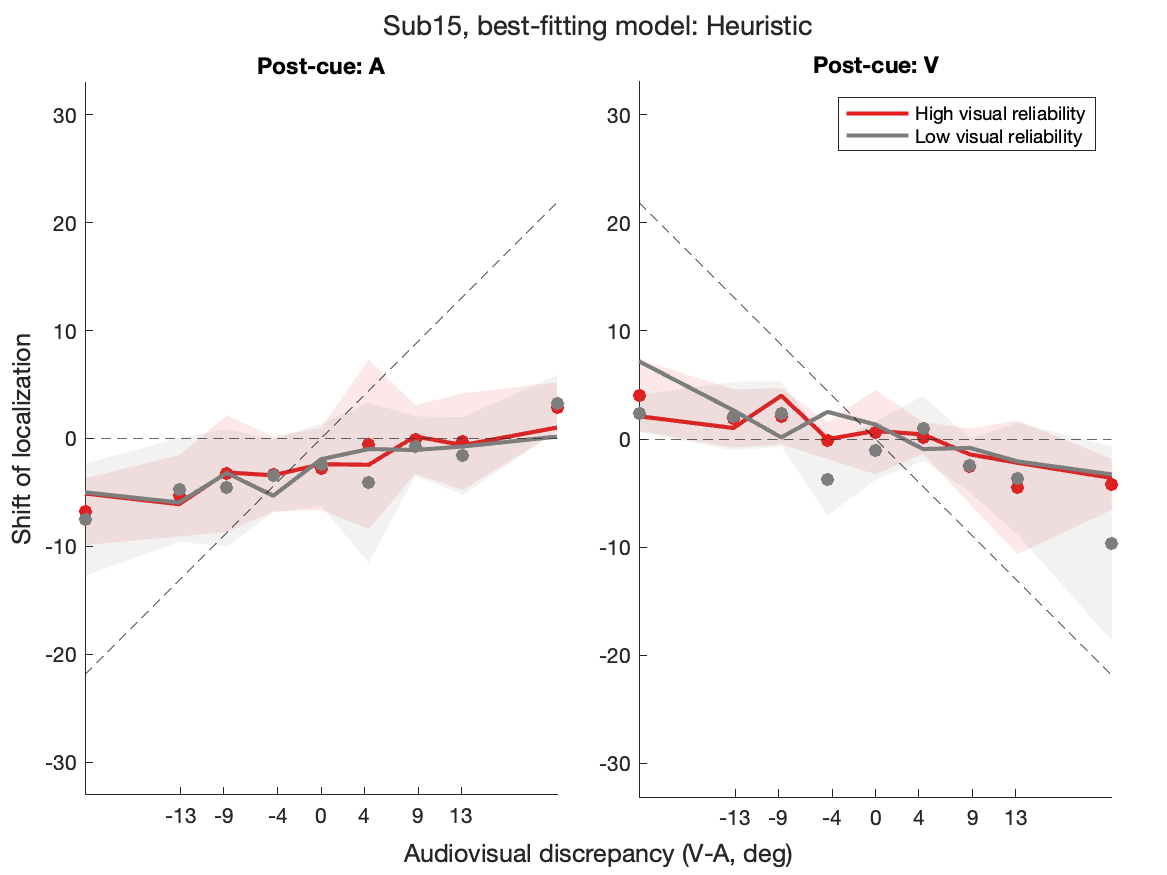 Sub15, best-fitting model: Heuristic
Post-cue: A
Post-cue: V
High visual reliability
Low visual reliability
30
20
10
0
-10
-20
-30
30
20
10
0
-10
-20
-30
Shift of localization
-13 -9 -4 0 4 9 13
-13 -9 -4 0 4 9 13
Audiovisual discrepancy (V-A, deg)